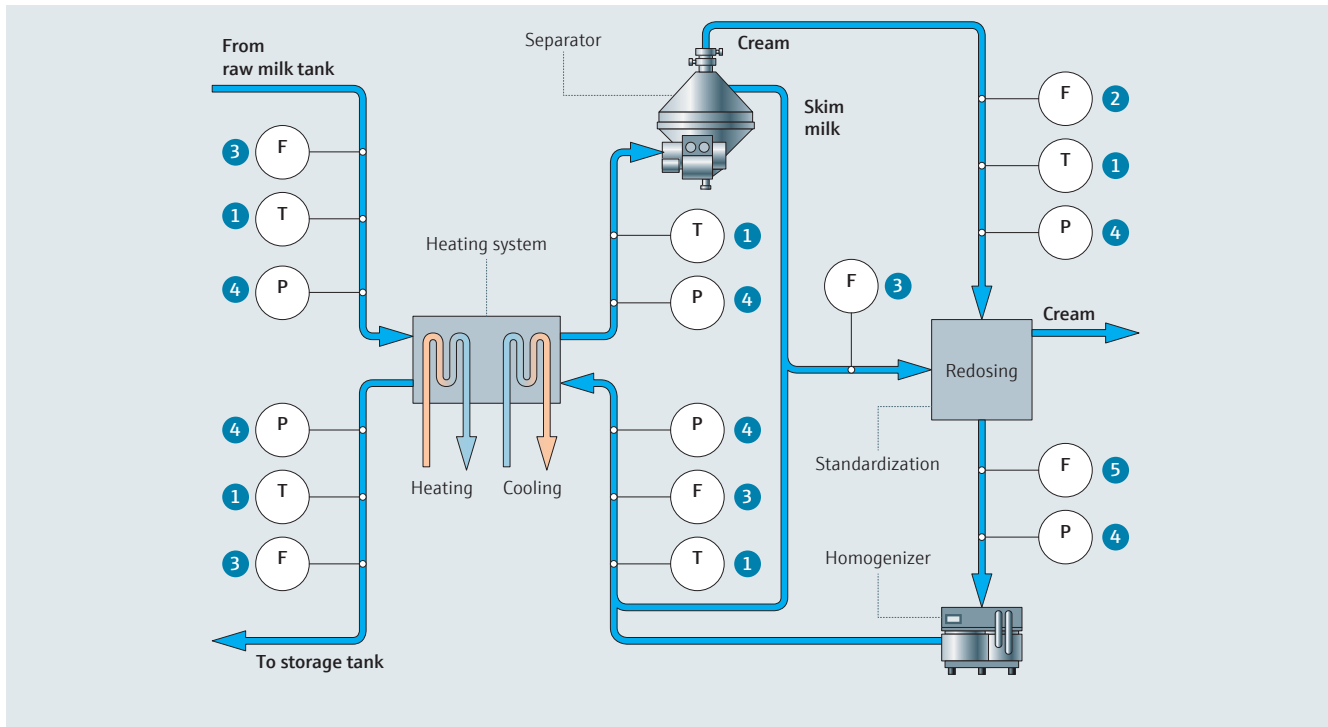 From
raw milk tank
3 F
1 T
4 P
Separator
Cream
Skim
milk
F 2
T 1
P 4
Heating system
T 1
P 4
F 3
Cream
Redosing
Standardization
Heating
Cooling
4 P
1 T
3 F
P 4
F 3
T 1
F 5
P 4
Homogenizer
To storage tank